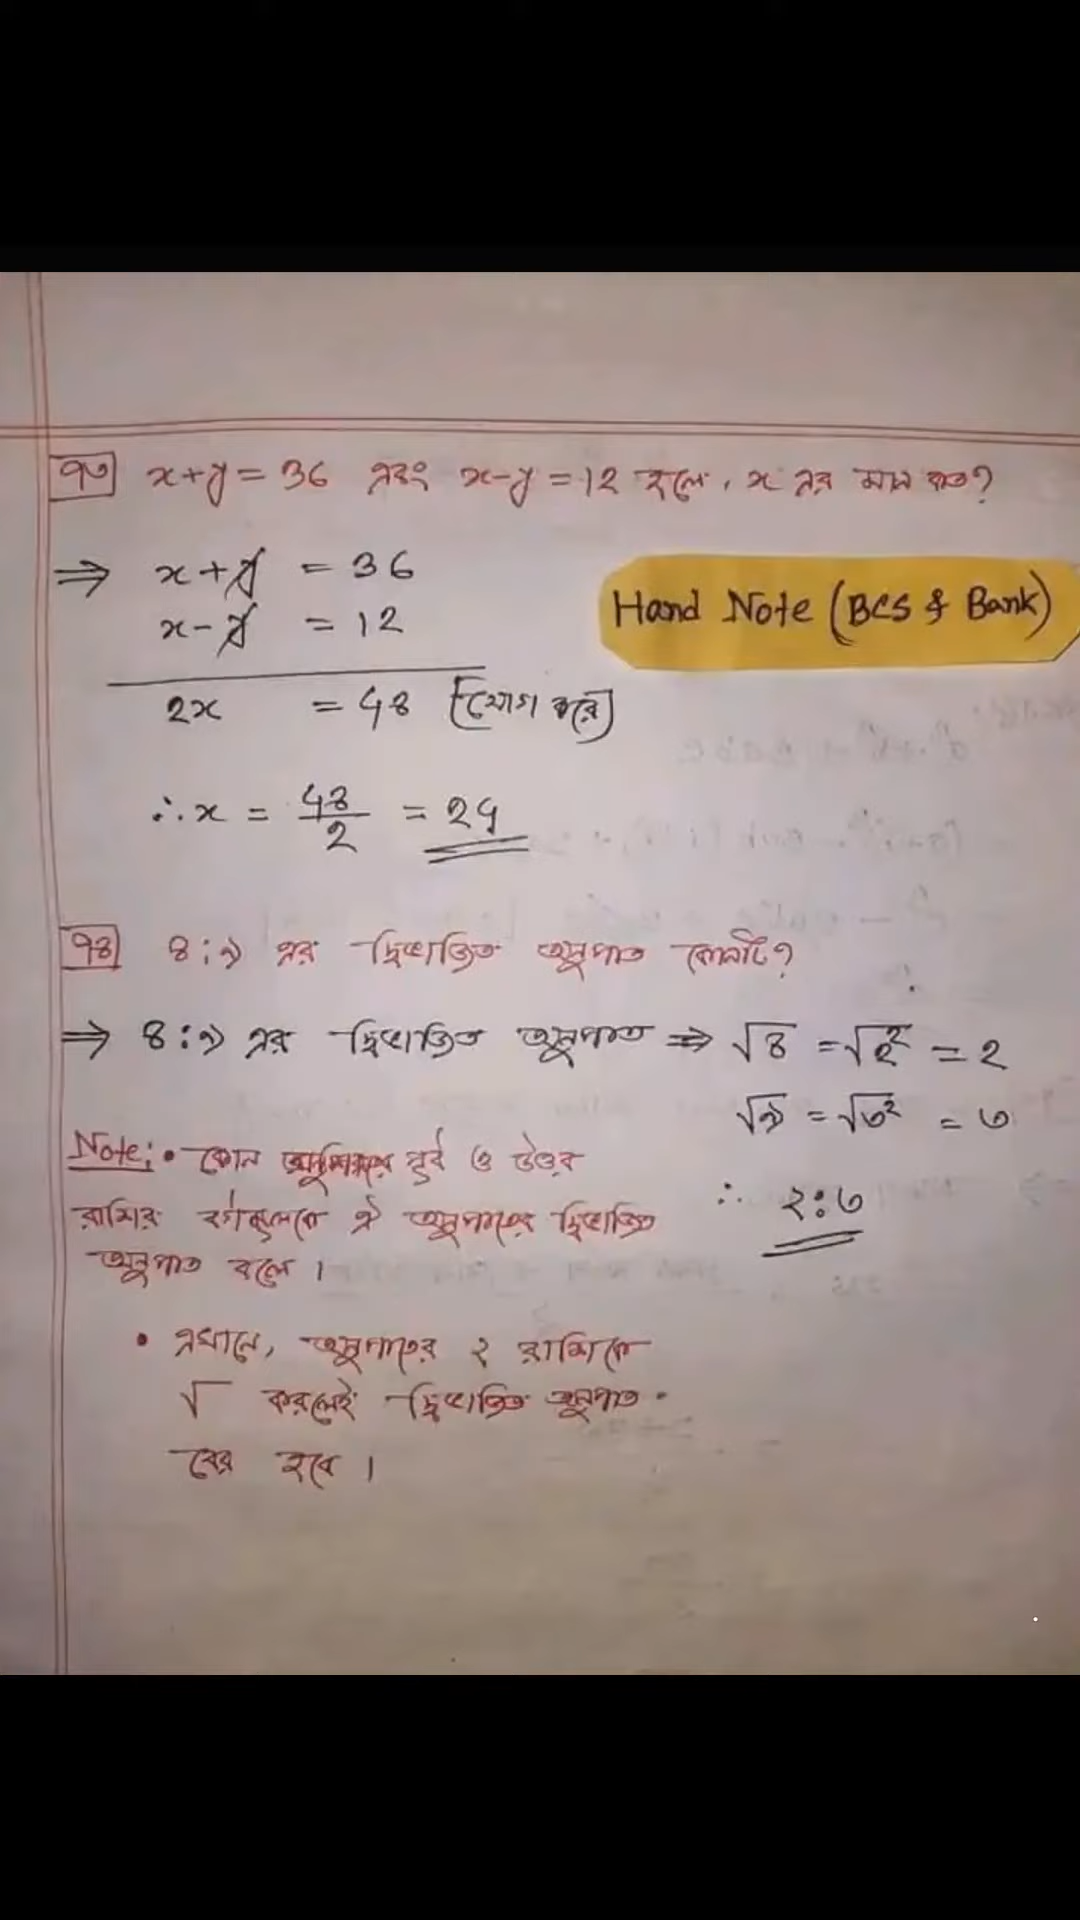 ৭৩ x+y = 36 এবং x-y = 12 হলে, x এর মান কত?
⇒ x+y = 36
x-y = 12
Hand Note (BCS & Bank)
2x = 48 [যোগ করে]
∴ x = 48/2 = 24
৭৪ ৪:৯ এর দ্বিভাজিত অনুপাত কোনটি?
⇒ ৪:৯ এর দ্বিভাজিত অনুপাত ⇒ √৪ = √২² = ২
√৯ = √৩² = ৩
∴ ২:৩
Note: • কোন পূর্ব ও উত্তর
রাশির বর্গমূলকে ঐ অনুপাতের দ্বিভাজিত
অনুপাত বলে।
• এখানে, অনুপাতের ২ রাশিকে
√ করলেই দ্বিভাজিত অনুপাত
বের হবে।